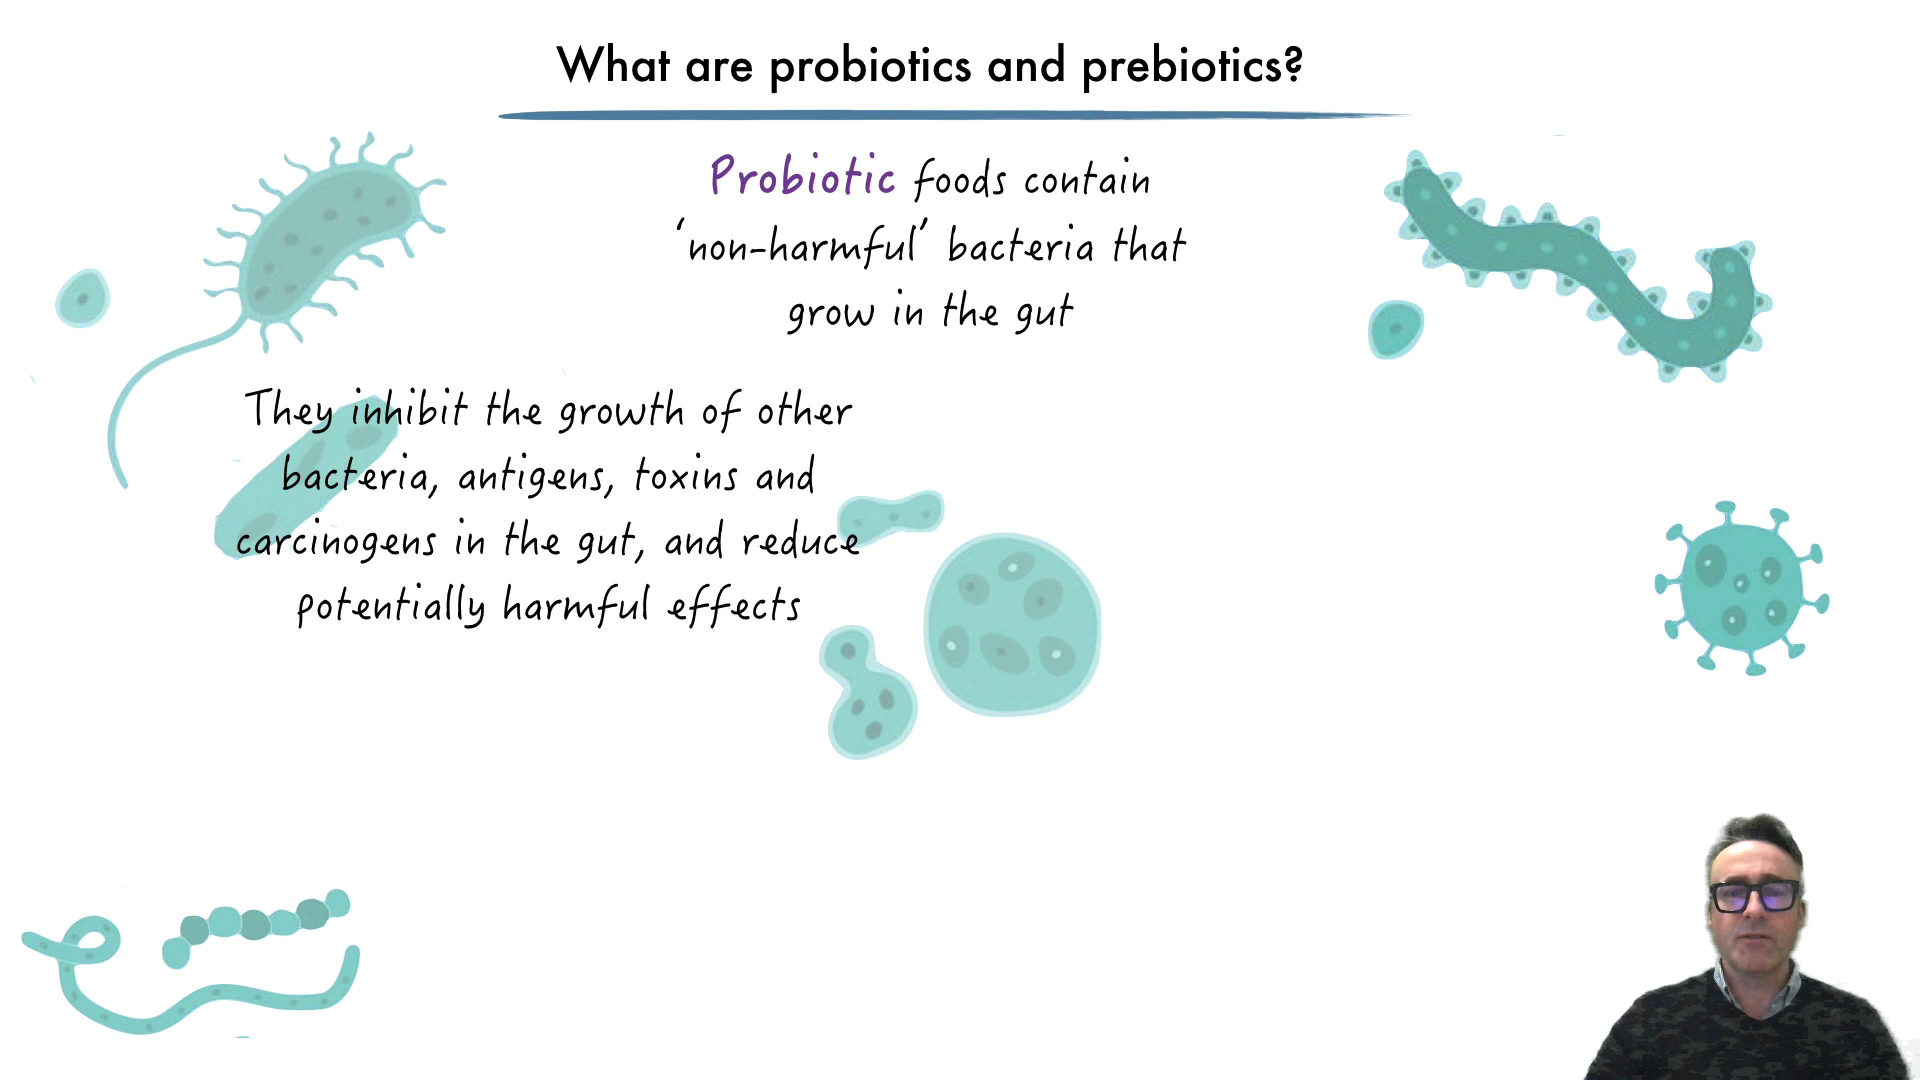 What are probiotics and prebiotics?
Probiotic foods contain
‘non-harmful’ bacteria that
grow in the gut
They inhibit the growth of other
bacteria, antigens, toxins and
carcinogens in the gut, and reduce
potentially harmful effects